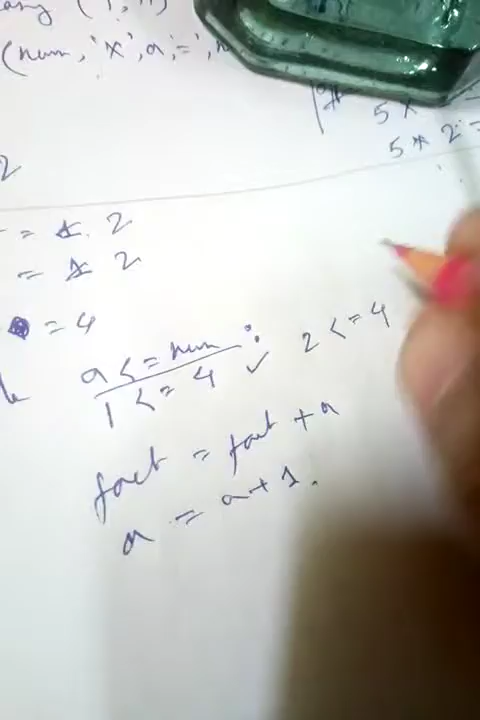 (num, 'x', a, '=',
5 x
5 * 2 =
2
= 2
= 2
= 4
a <= num : 2 <= 4
1 <= 4 ✓
fact = fact + a
a = a + 1.